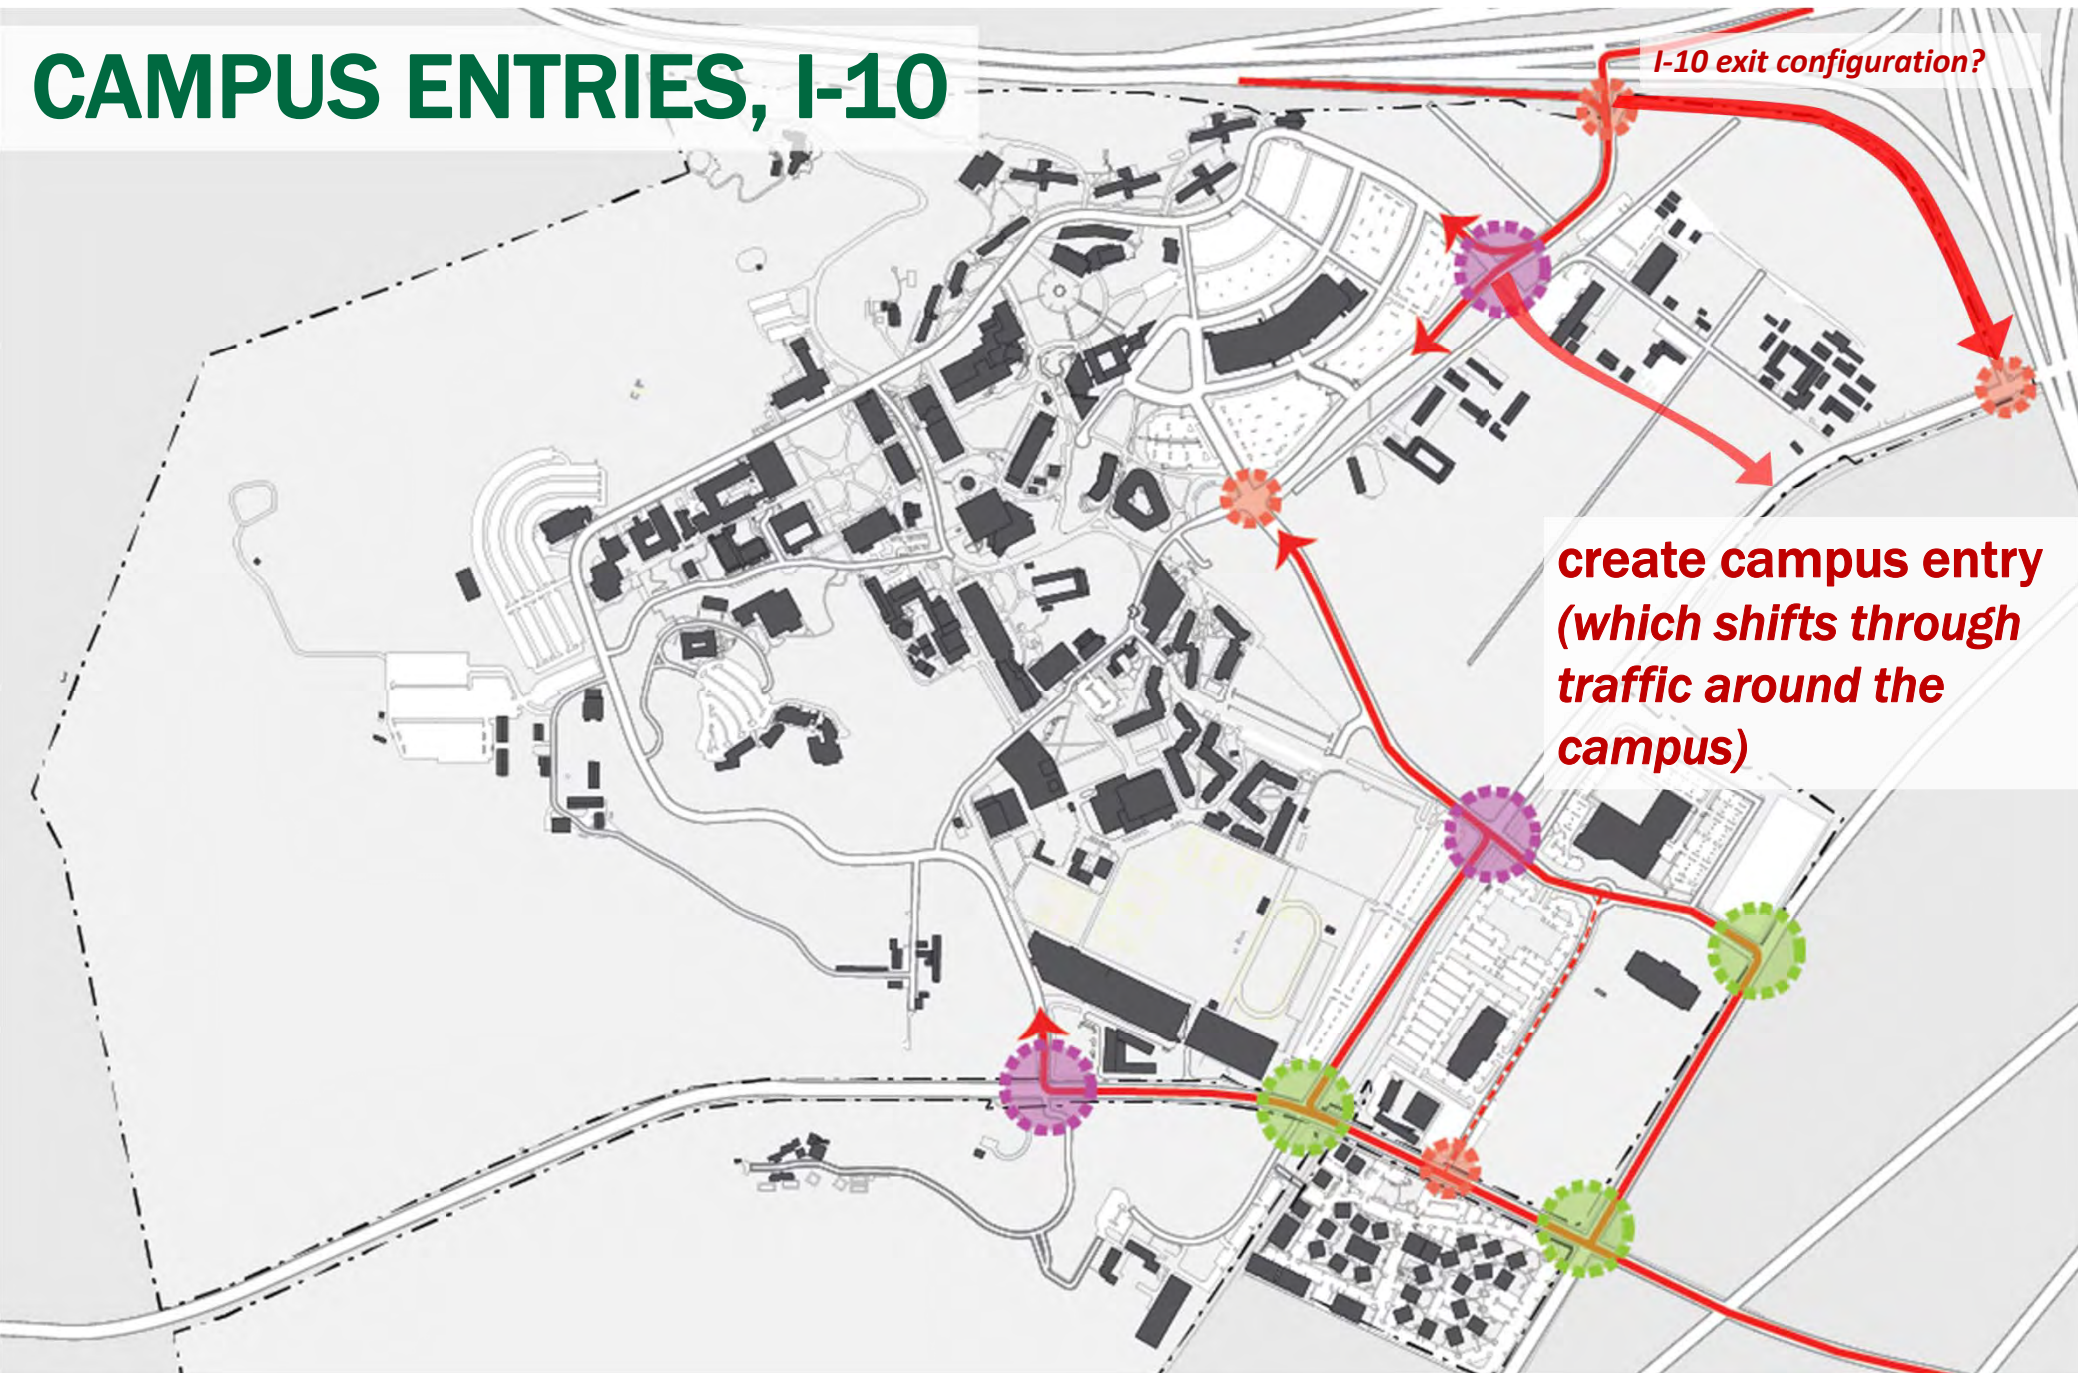 CAMPUS ENTRIES, I-10
I-10 exit configuration?
create campus entry
(which shifts through
traffic around the
campus)